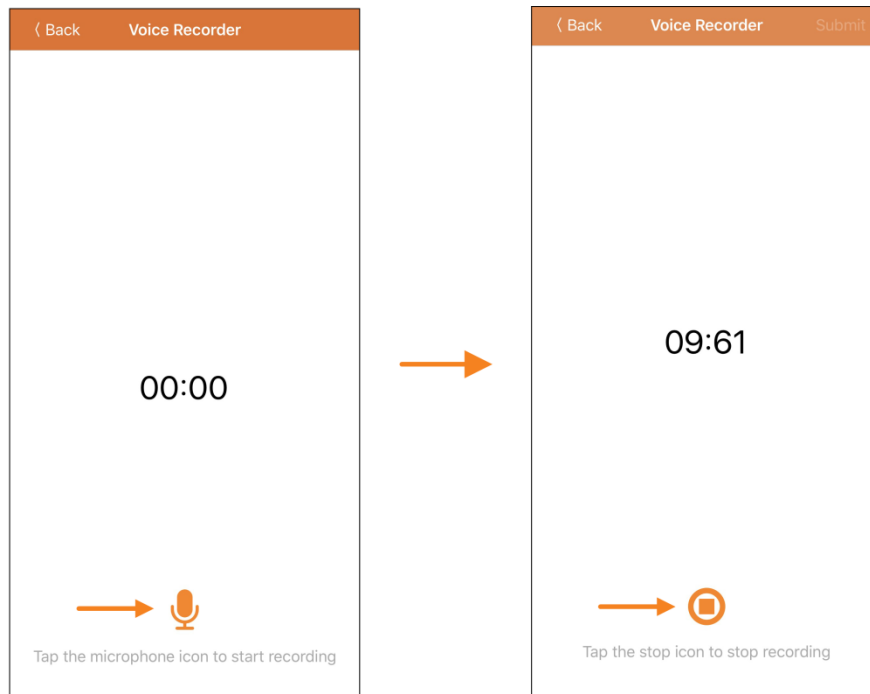 〈 Back Voice Recorder
00:00
Tap the microphone icon to start recording
〈 Back Voice Recorder Submit
09:61
Tap the stop icon to stop recording